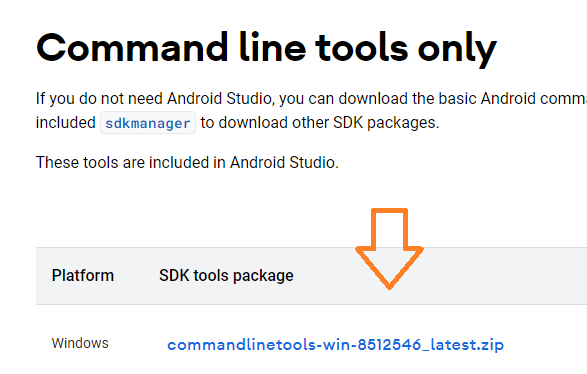 Command line tools only
If you do not need Android Studio, you can download the basic Android
included sdkmanager to download other SDK packages.
These tools are included in Android Studio.
Platform SDK tools package
Windows commandlinetools-win-8512546_latest.zip